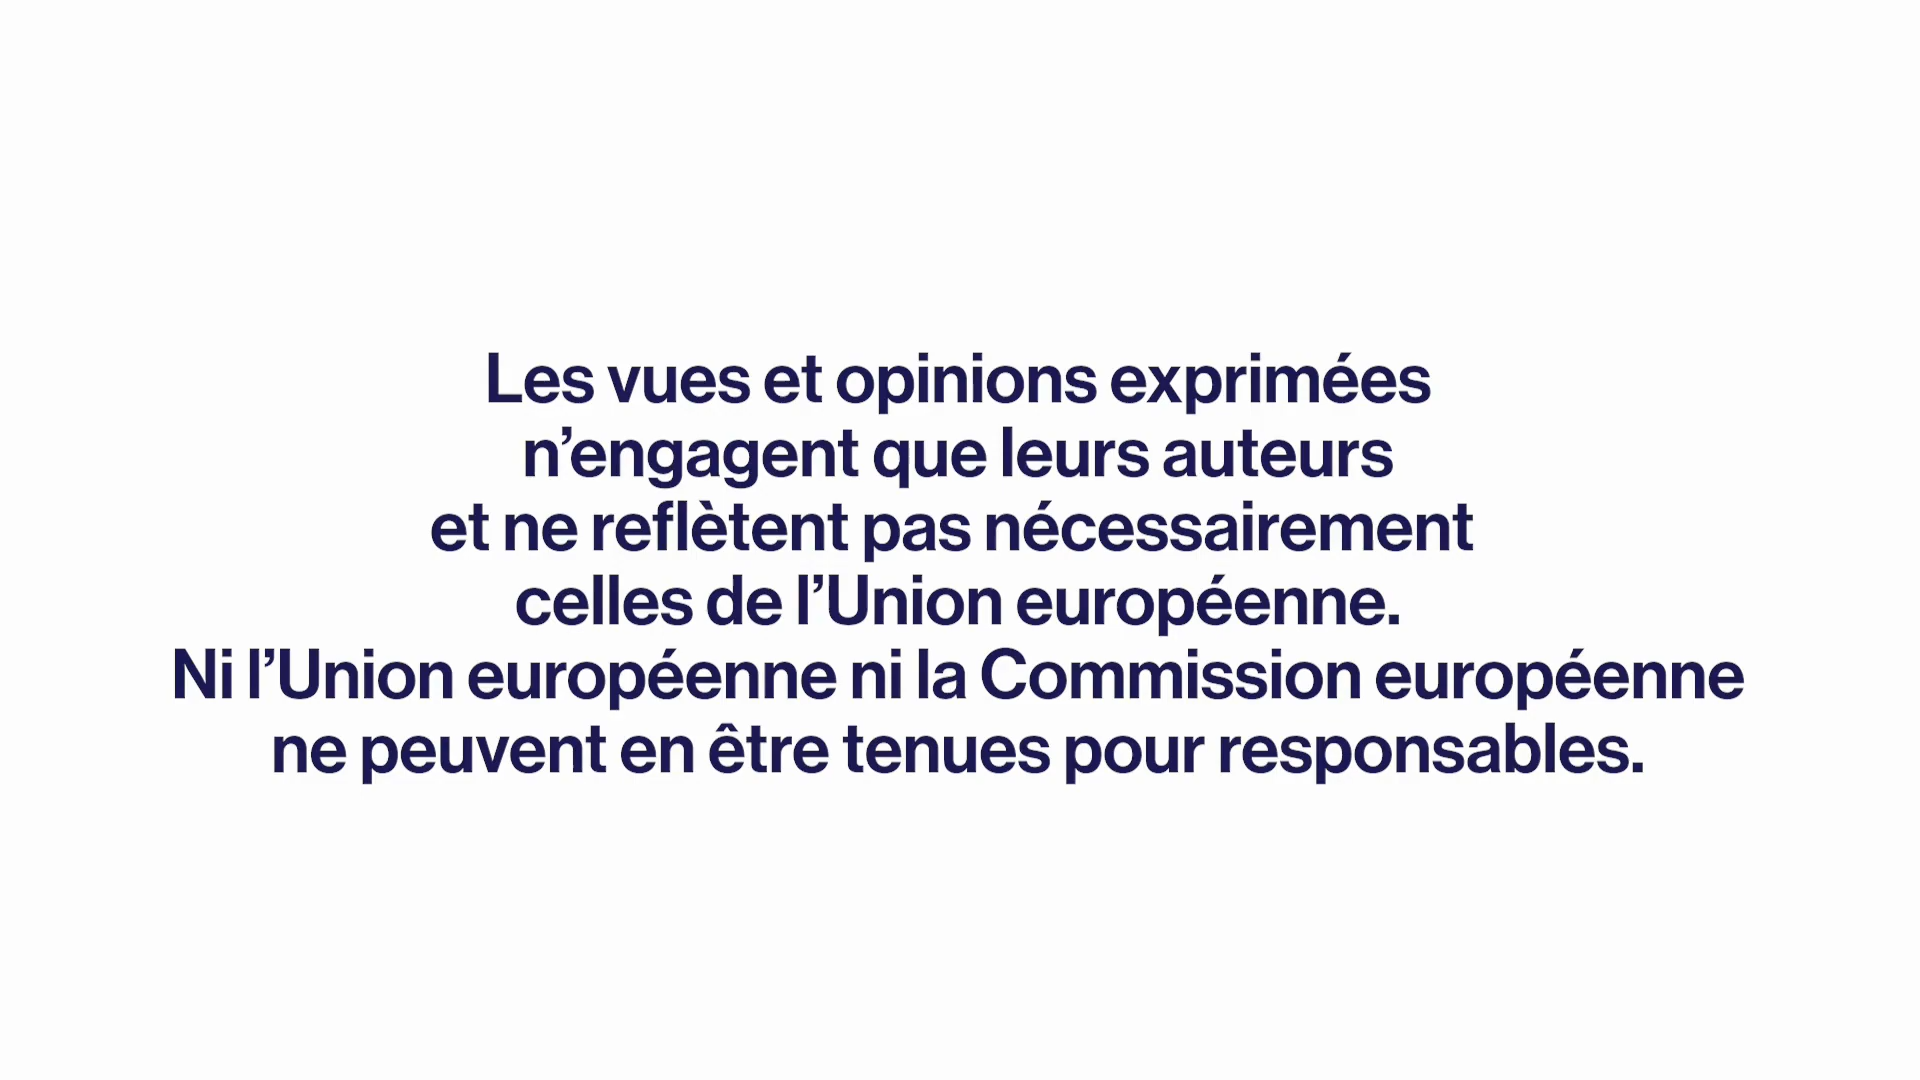 Les vues et opinions exprimées
n’engagent que leurs auteurs
et ne reflètent pas nécessairement
celles de l’Union européenne.
Ni l’Union européenne ni la Commission européenne
ne peuvent en être tenues pour responsables.